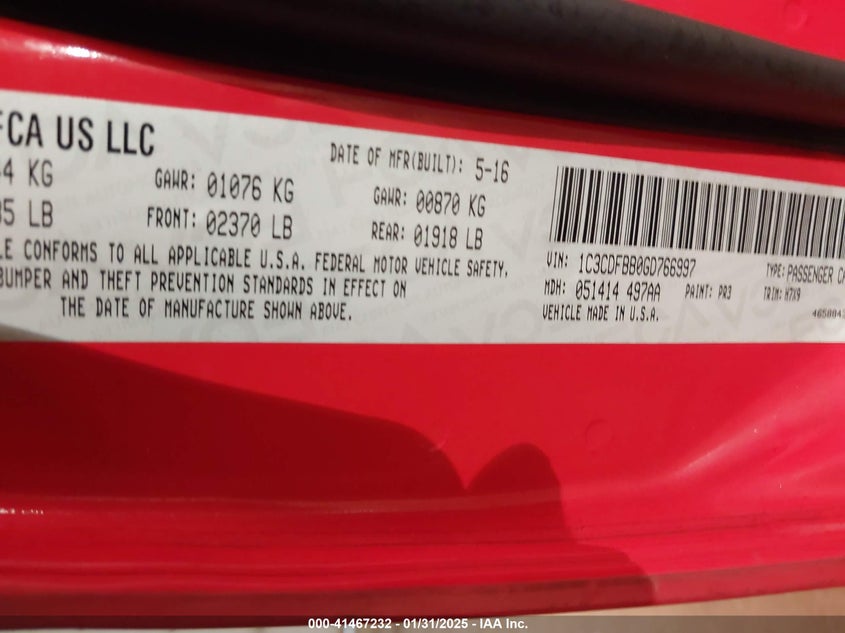 FCA US LLC
DATE OF MFR(BUILT): 5-16
4 KG GAWR: 01076 KG GAWR: 00870 KG
5 LB FRONT: 02370 LB REAR: 01918 LB
LE CONFORMS TO ALL APPLICABLE U.S.A. FEDERAL MOTOR VEHICLE SAFETY,
BUMPER AND THEFT PREVENTION STANDARDS IN EFFECT ON
THE DATE OF MANUFACTURE SHOWN ABOVE.
VIN: 1C3CDFBB0GD766997 TYPE: PASSENGER CA
MDH: 051414 497AA PAINT: PR3 TRIM: H7X9
VEHICLE MADE IN U.S.A. 46588
000-41467232 - 01/31/2025 - IAA Inc.